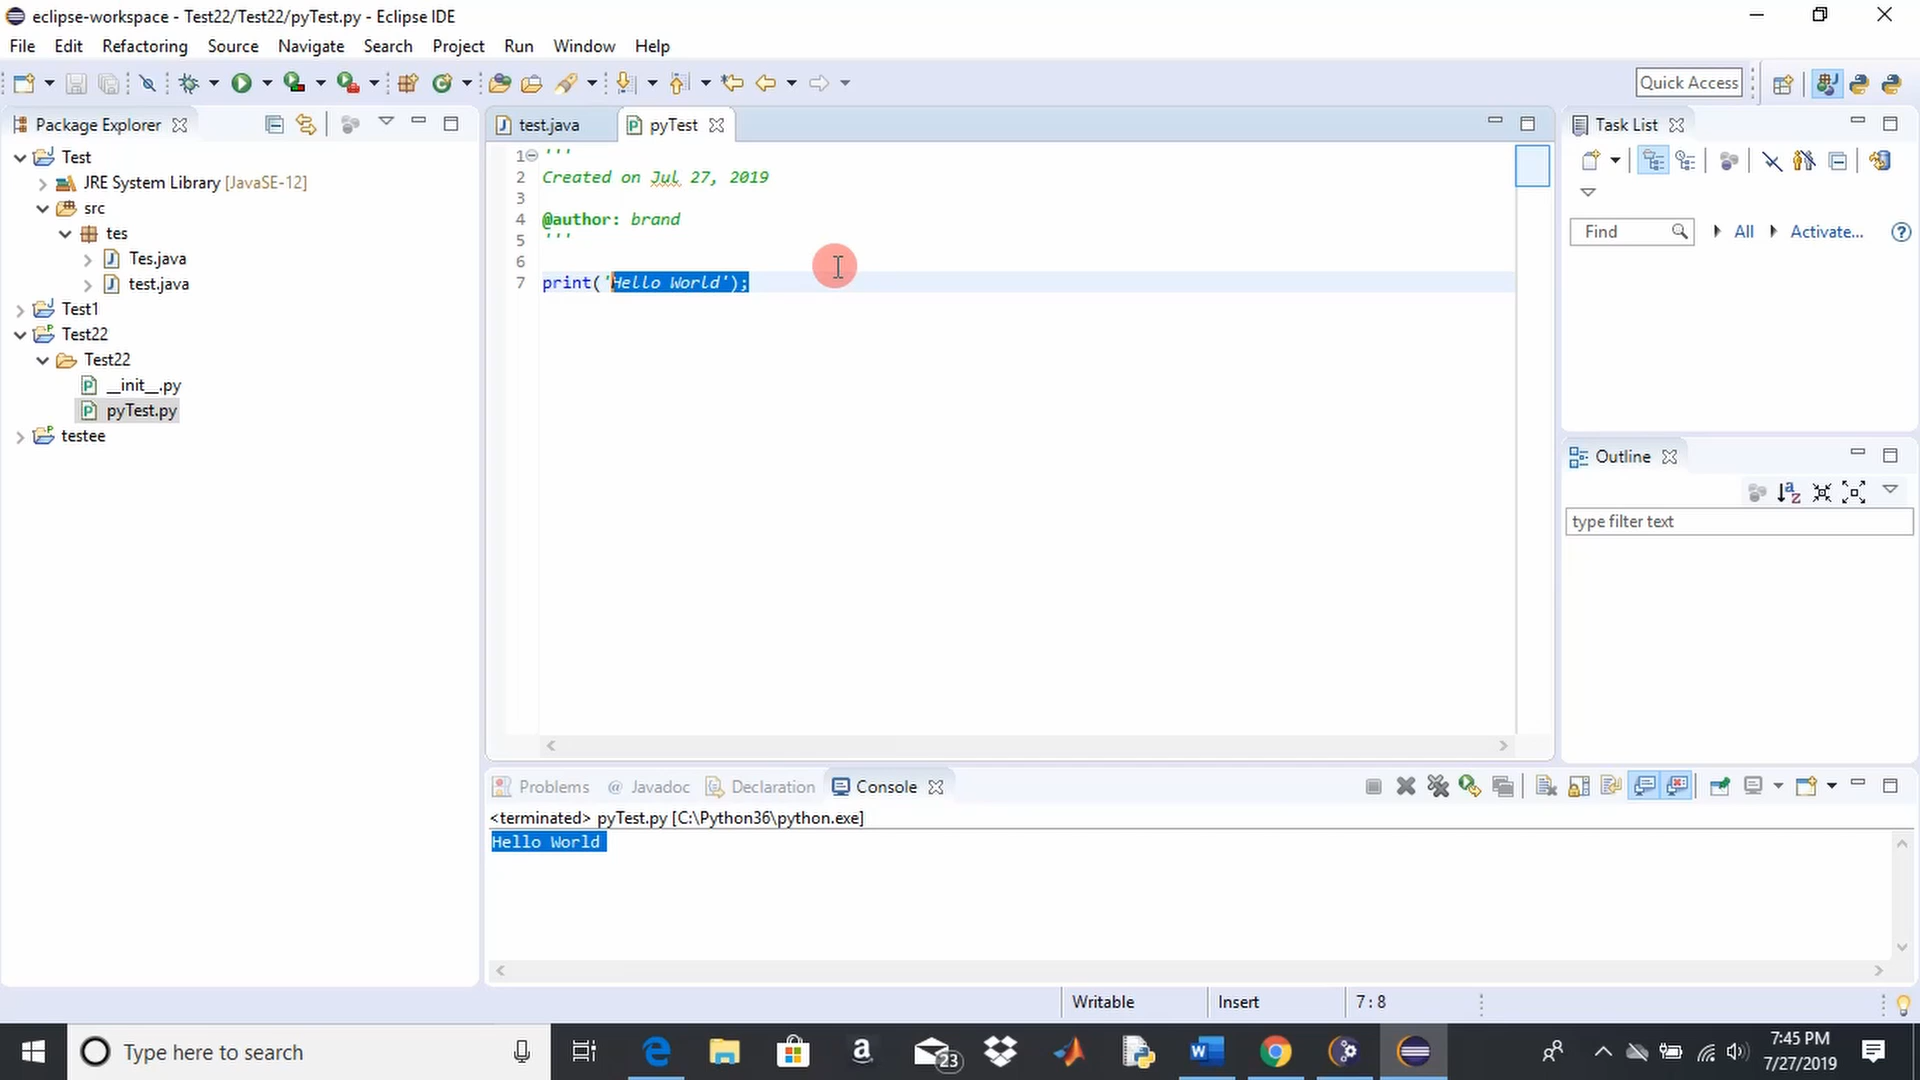 eclipse-workspace - Test22/Test22/pyTest.py - Eclipse IDE
File Edit Refactoring Source Navigate Search Project Run Window Help
Quick Access
Package Explorer
Test
JRE System Library [JavaSE-12]
src
tes
Tes.java
test.java
Test1
Test22
Test22
__init__.py
pyTest.py
testee
test.java
pyTest
1 '''
2 Created on Jul 27, 2019
3
4 @author: brand
5 '''
6
7 print('Hello World');
Task List
Find
All
Activate...
Outline
type filter text
Problems
@ Javadoc
Declaration
Console
<terminated> pyTest.py [C:\Python36\python.exe]
Hello World
Writable
Insert
7 : 8
Type here to search
23
7:45 PM
7/27/2019